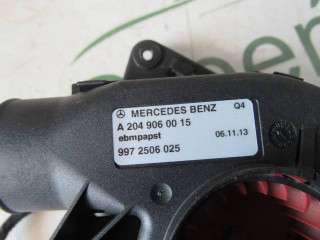 MERCEDES BENZ Q4
A 204 906 00 15
ebmpapst 06.11.13
997 2506 025